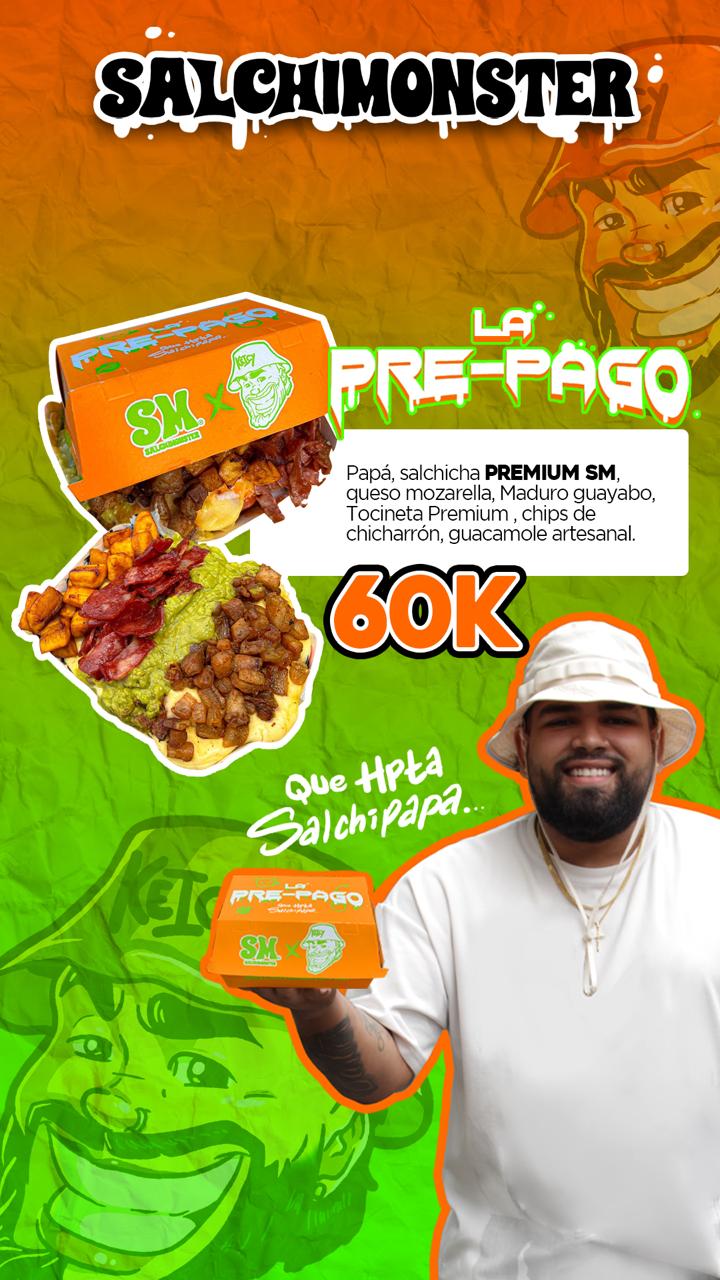 SALCHIMONSTER
LA
PRE-PAGO
LA
PRE-PAGO
Que Hpta
Salchipapa.
SM
SALCHIMONSTER
X
KEICY
Papá, salchicha PREMIUM SM,
queso mozarella, Maduro guayabo,
Tocineta Premium , chips de
chicharrón, guacamole artesanal.
60K
Que Hpta
Salchipapa...
LA
PRE-PAGO
Que Hpta
Salchipapa.
SM
SALCHIMONSTER
X